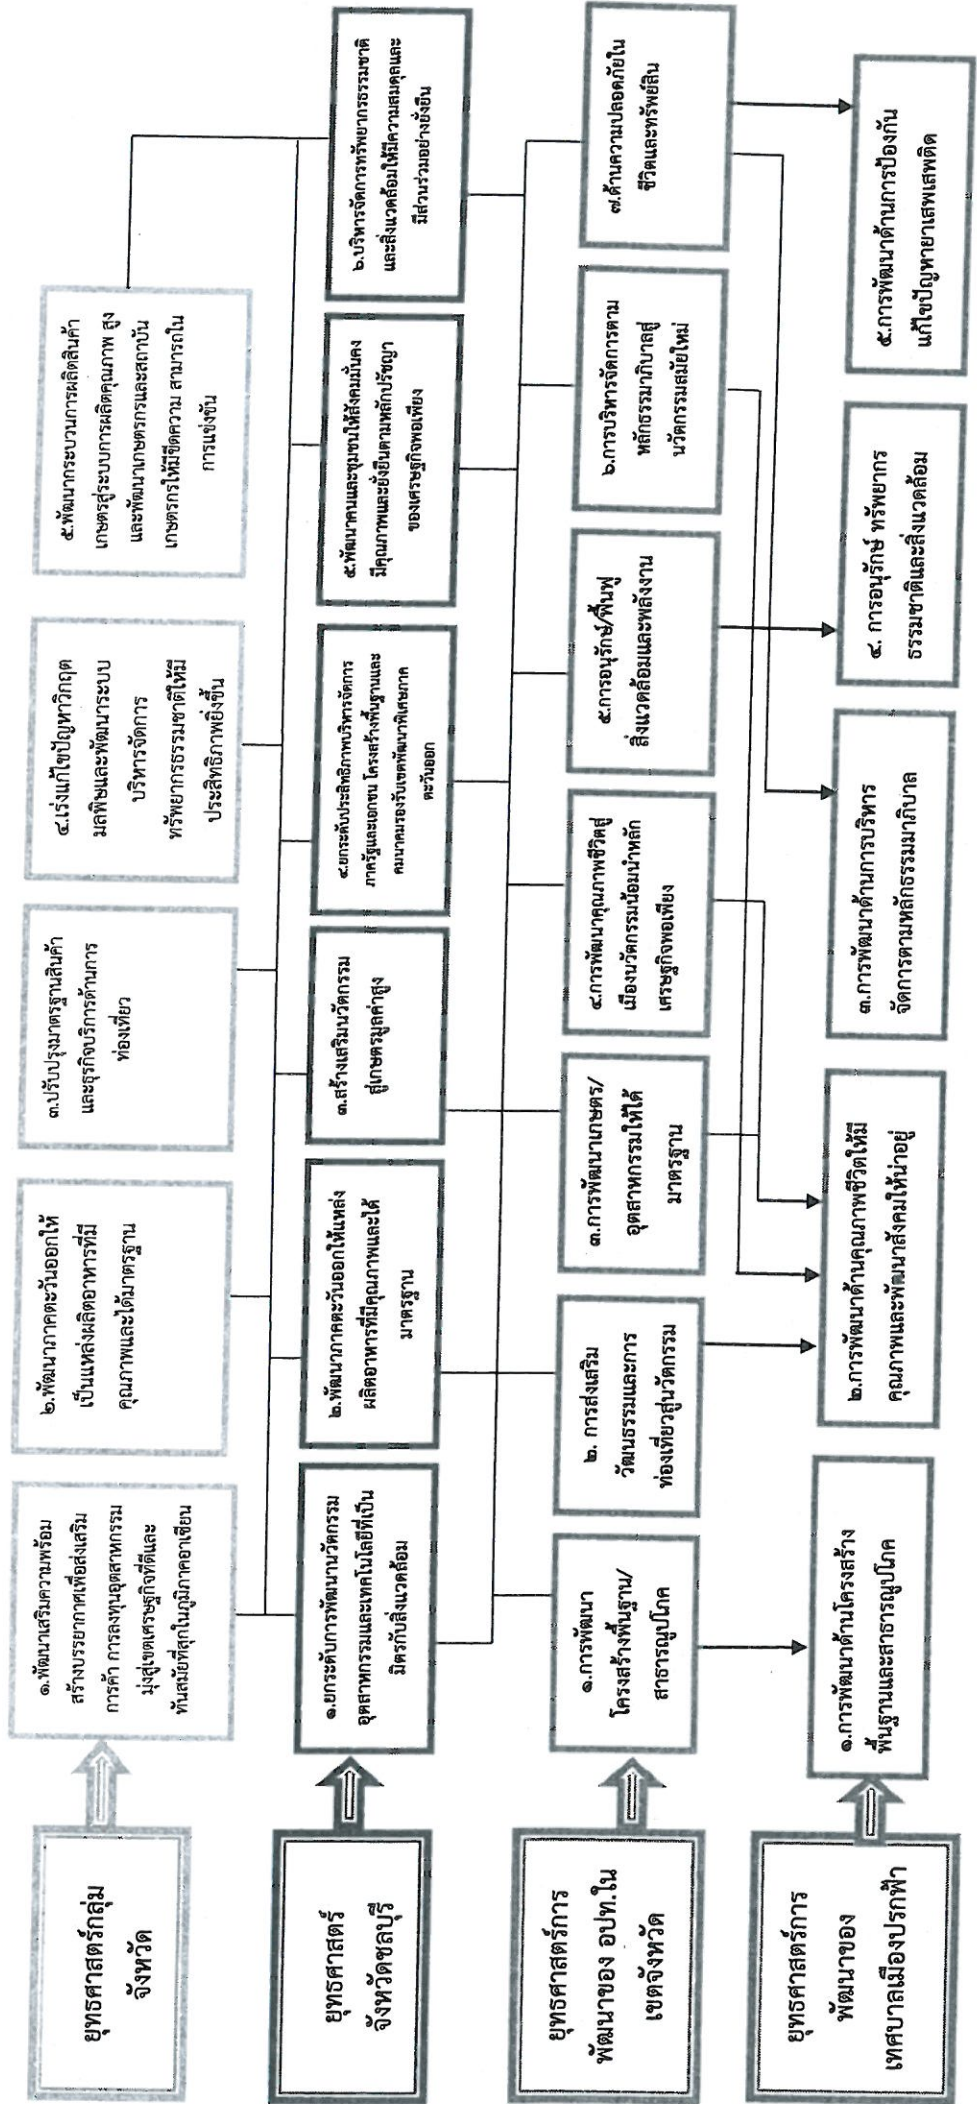 ยุทธศาสตร์กลุ่ม
จังหวัด
๑.พัฒนาเสริมความพร้อม
สร้างบรรยากาศเพื่อส่งเสริม
การค้า การลงทุนอุตสาหกรรม
มุ่งสู่เขตเศรษฐกิจที่ดีและ
ทันสมัยที่สุดในภูมิภาคอาเซียน
๒.พัฒนาภาคตะวันออกให้
เป็นแหล่งผลิตอาหารที่มี
คุณภาพและได้มาตรฐาน
๓.ปรับปรุงมาตรฐานสินค้า
และธุรกิจบริการด้านการ
ท่องเที่ยว
๔.เร่งแก้ไขปัญหาวิกฤต
มลพิษและพัฒนาระบบ
บริหารจัดการ
ทรัพยากรธรรมชาติให้มี
ประสิทธิภาพยิ่งขึ้น
๕.พัฒนากระบวนการผลิตสินค้า
เกษตรสู่ระบบการผลิตคุณภาพ สูง
และพัฒนาเกษตรกรและสถาบัน
เกษตรกรให้มีขีดความ สามารถใน
การแข่งขัน
ยุทธศาสตร์
จังหวัดชลบุรี
๑.ยกระดับการพัฒนานวัตกรรม
อุตสาหกรรมและเทคโนโลยีที่เป็น
มิตรกับสิ่งแวดล้อม
๒.พัฒนาภาคตะวันออกให้แหล่ง
ผลิตอาหารที่มีคุณภาพและได้
มาตรฐาน
๓.สร้างเสริมนวัตกรรม
สู่เกษตรมูลค่าสูง
๔.ยกระดับประสิทธิภาพบริหารจัดการ
ภาครัฐและเอกชน โครงสร้างพื้นฐานและ
คมนาคมรองรับเขตพัฒนาพิเศษภาค
ตะวันออก
๕.พัฒนาคนและชุมชนให้สังคมมั่นคง
มีคุณภาพและยั่งยืนตามหลักปรัชญา
ของเศรษฐกิจพอเพียง
๖.บริหารจัดการทรัพยากรธรรมชาติ
และสิ่งแวดล้อมให้มีความสมดุลและ
มีส่วนร่วมอย่างยั่งยืน
ยุทธศาสตร์การ
พัฒนาของ อปท.ใน
เขตจังหวัด
๑.การพัฒนา
โครงสร้างพื้นฐาน/
สาธารณูปโภค
๒. การส่งเสริม
วัฒนธรรมและการ
ท่องเที่ยวสู่นวัตกรรม
๓.การพัฒนาเกษตร/
อุตสาหกรรมให้ได้
มาตรฐาน
๔.การพัฒนาคุณภาพชีวิตสู่
เมืองนวัตกรรมน้อมนำหลัก
เศรษฐกิจพอเพียง
๕.การอนุรักษ์/ฟื้นฟู
สิ่งแวดล้อมและพลังงาน
๖.การบริหารจัดการตาม
หลักธรรมาภิบาลสู่
นวัตกรรมสมัยใหม่
๗.ด้านความปลอดภัยใน
ชีวิตและทรัพย์สิน
ยุทธศาสตร์การ
พัฒนาของ
เทศบาลเมืองปรกฟ้า
๑.การพัฒนาด้านโครงสร้าง
พื้นฐานและสาธารณูปโภค
๒.การพัฒนาด้านคุณภาพชีวิตให้มี
คุณภาพและพัฒนาสังคมให้น่าอยู่
๓.การพัฒนาด้านการบริหาร
จัดการตามหลักธรรมมาภิบาล
๔. การอนุรักษ์ ทรัพยากร
ธรรมชาติและสิ่งแวดล้อม
๕.การพัฒนาด้านการป้องกัน
แก้ไขปัญหายาเสพเสพติด